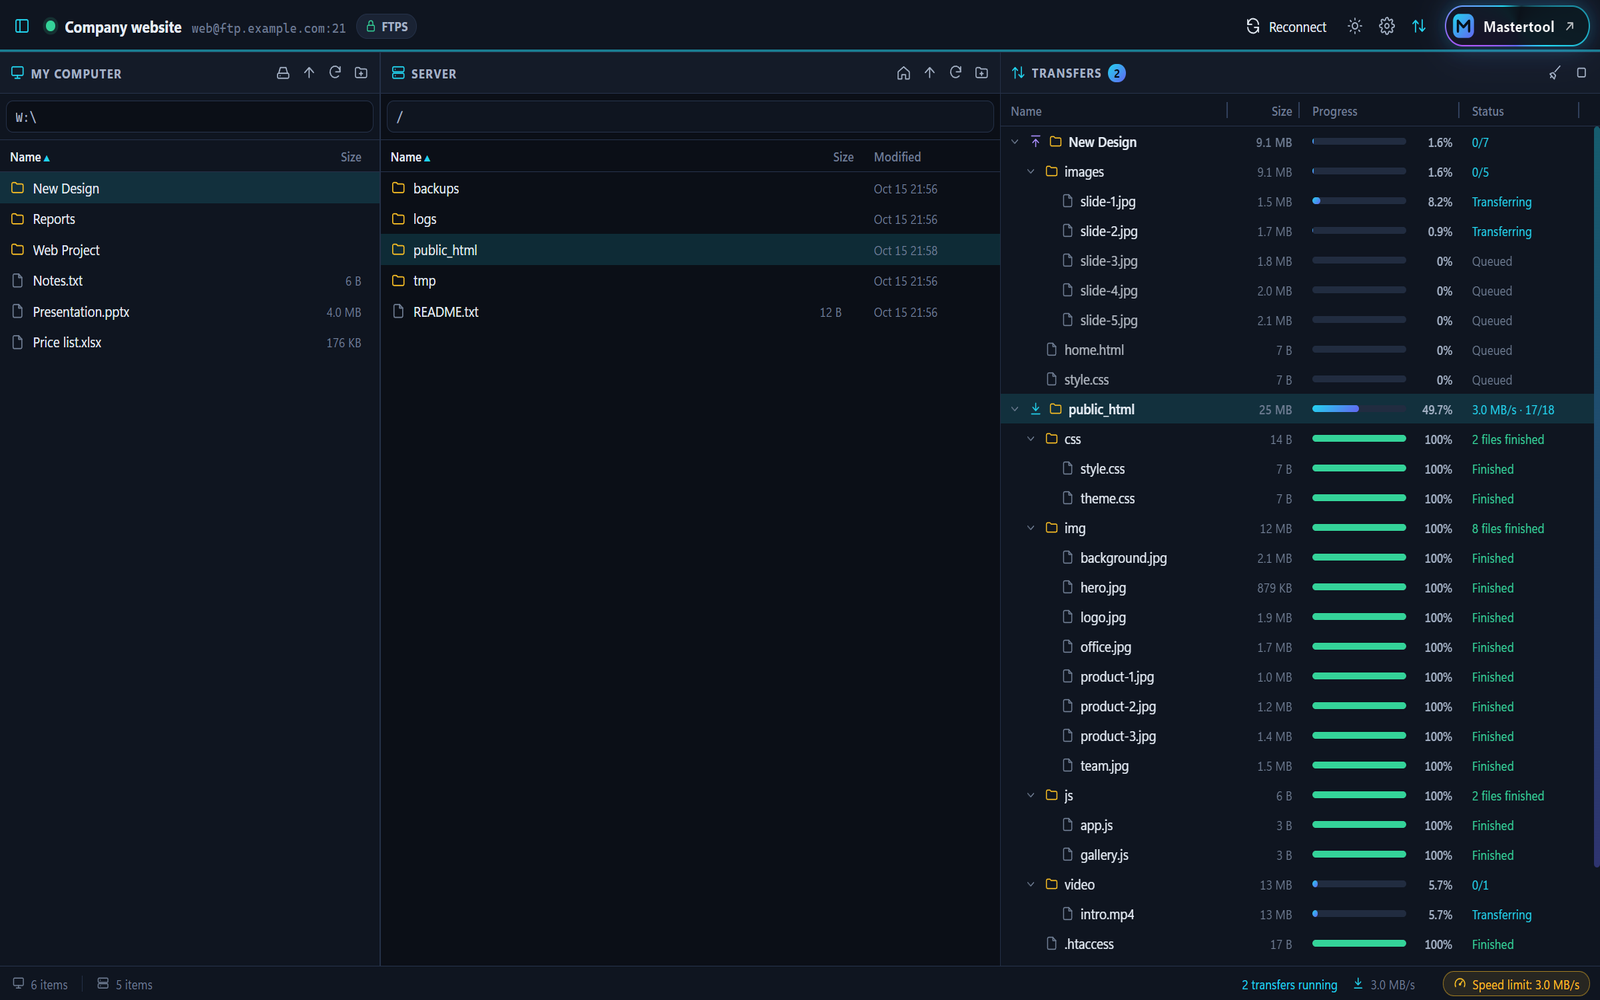 Company website web@ftp.example.com:21 FTPS Reconnect Mastertool
MY COMPUTER
W:\
Name Size
New Design
Reports
Web Project
Notes.txt 6 B
Presentation.pptx 4.0 MB
Price list.xlsx 176 KB
SERVER
/
Name Size Modified
backups Oct 15 21:56
logs Oct 15 21:56
public_html Oct 15 21:58
tmp Oct 15 21:56
README.txt 12 B Oct 15 21:56
TRANSFERS 2
Name Size Progress Status
New Design 9.1 MB 1.6% 0/7
images 9.1 MB 1.6% 0/5
slide-1.jpg 1.5 MB 8.2% Transferring
slide-2.jpg 1.7 MB 0.9% Transferring
slide-3.jpg 1.8 MB 0% Queued
slide-4.jpg 2.0 MB 0% Queued
slide-5.jpg 2.1 MB 0% Queued
home.html 7 B 0% Queued
style.css 7 B 0% Queued
public_html 25 MB 49.7% 3.0 MB/s · 17/18
css 14 B 100% 2 files finished
style.css 7 B 100% Finished
theme.css 7 B 100% Finished
img 12 MB 100% 8 files finished
background.jpg 2.1 MB 100% Finished
hero.jpg 879 KB 100% Finished
logo.jpg 1.9 MB 100% Finished
office.jpg 1.7 MB 100% Finished
product-1.jpg 1.0 MB 100% Finished
product-2.jpg 1.2 MB 100% Finished
product-3.jpg 1.4 MB 100% Finished
team.jpg 1.5 MB 100% Finished
js 6 B 100% 2 files finished
app.js 3 B 100% Finished
gallery.js 3 B 100% Finished
video 13 MB 5.7% 0/1
intro.mp4 13 MB 5.7% Transferring
.htaccess 17 B 100% Finished
6 items 5 items 2 transfers running 3.0 MB/s Speed limit: 3.0 MB/s